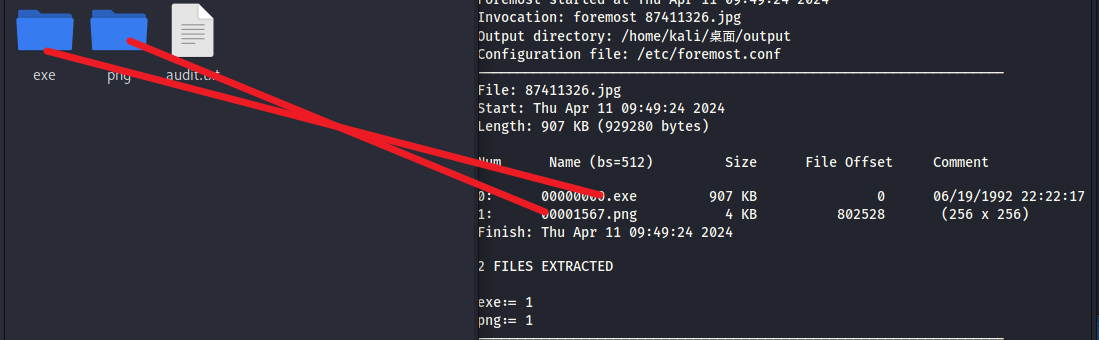 exe
png
audit.txt
Foremost started at Thu Apr 11 09:49:24 2024
Invocation: foremost 87411326.jpg
Output directory: /home/kali/桌面/output
Configuration file: /etc/foremost.conf
File: 87411326.jpg
Start: Thu Apr 11 09:49:24 2024
Length: 907 KB (929280 bytes)
Num Name (bs=512) Size File Offset Comment
0: 00000000.exe 907 KB 0 06/19/1992 22:22:17
1: 00001567.png 4 KB 802528 (256 x 256)
Finish: Thu Apr 11 09:49:24 2024
2 FILES EXTRACTED
exe:= 1
png:= 1